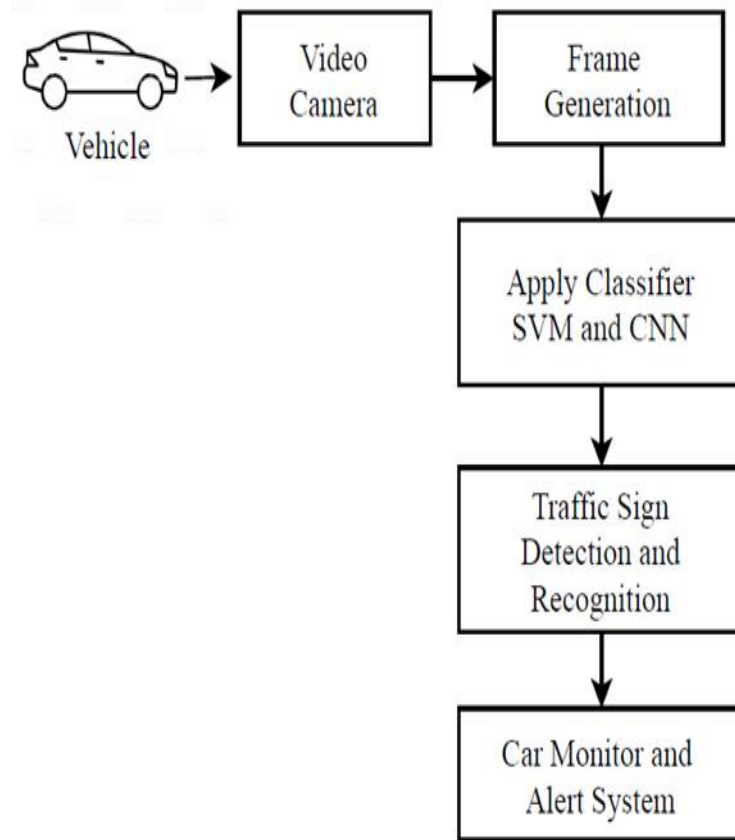 Vehicle
Video
Camera
Frame
Generation
Apply Classifier
SVM and CNN
Traffic Sign
Detection and
Recognition
Car Monitor and
Alert System